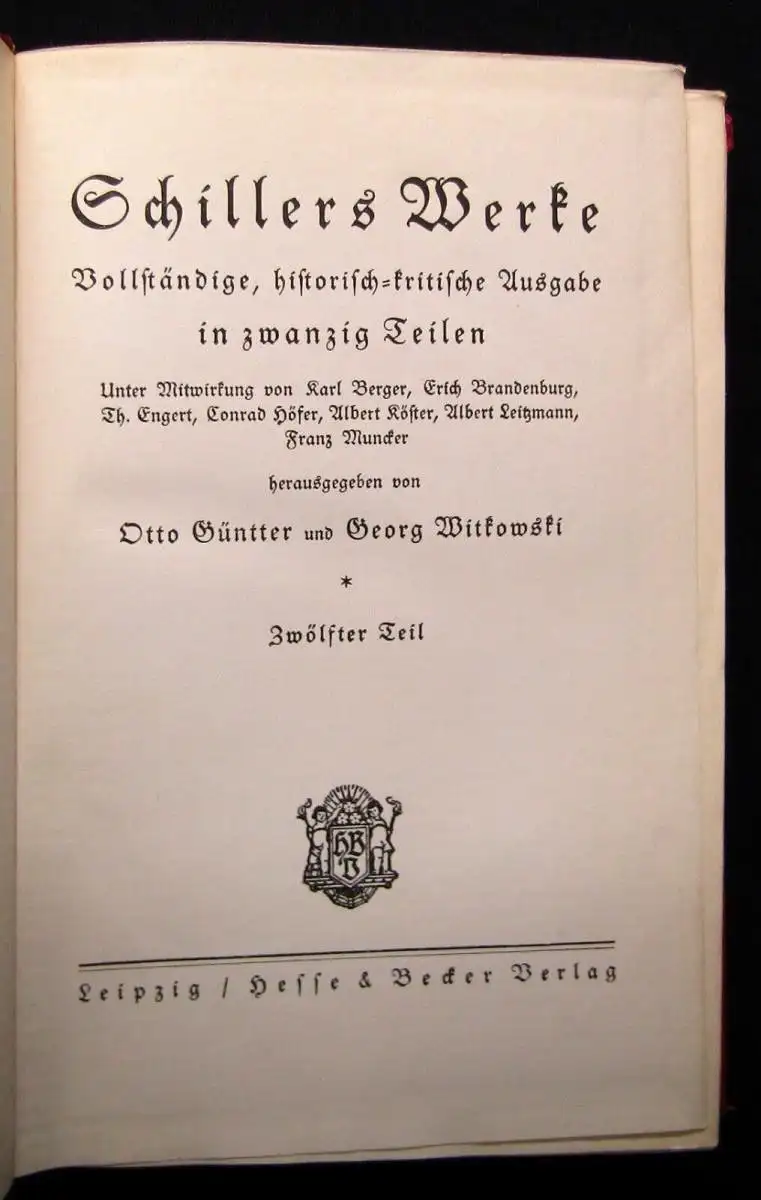 Schillers Werke
Vollständige, historisch=kritische Ausgabe
in zwanzig Teilen
Unter Mitwirkung von Karl Berger, Erich Brandenburg,
Th. Engert, Conrad Höfer, Albert Köster, Albert Leitzmann,
Franz Muncker
herausgegeben von
Otto Güntter und Georg Witkowski
*
Zwölfter Teil
HB
V
Leipzig / Hesse & Becker Verlag